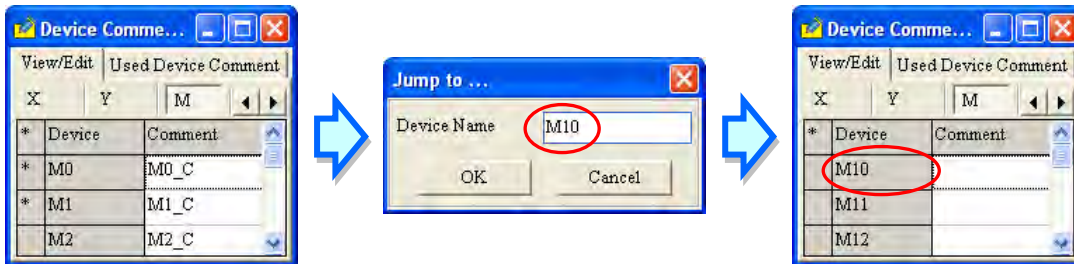 Device Comme...
View/Edit Used Device Comment
X Y M
* Device Comment
* M0 M0_C
* M1 M1_C
M2 M2_C
Jump to ...
Device Name M10
OK Cancel
Device Comme...
View/Edit Used Device Comment
X Y M
* Device Comment
M10
M11
M12